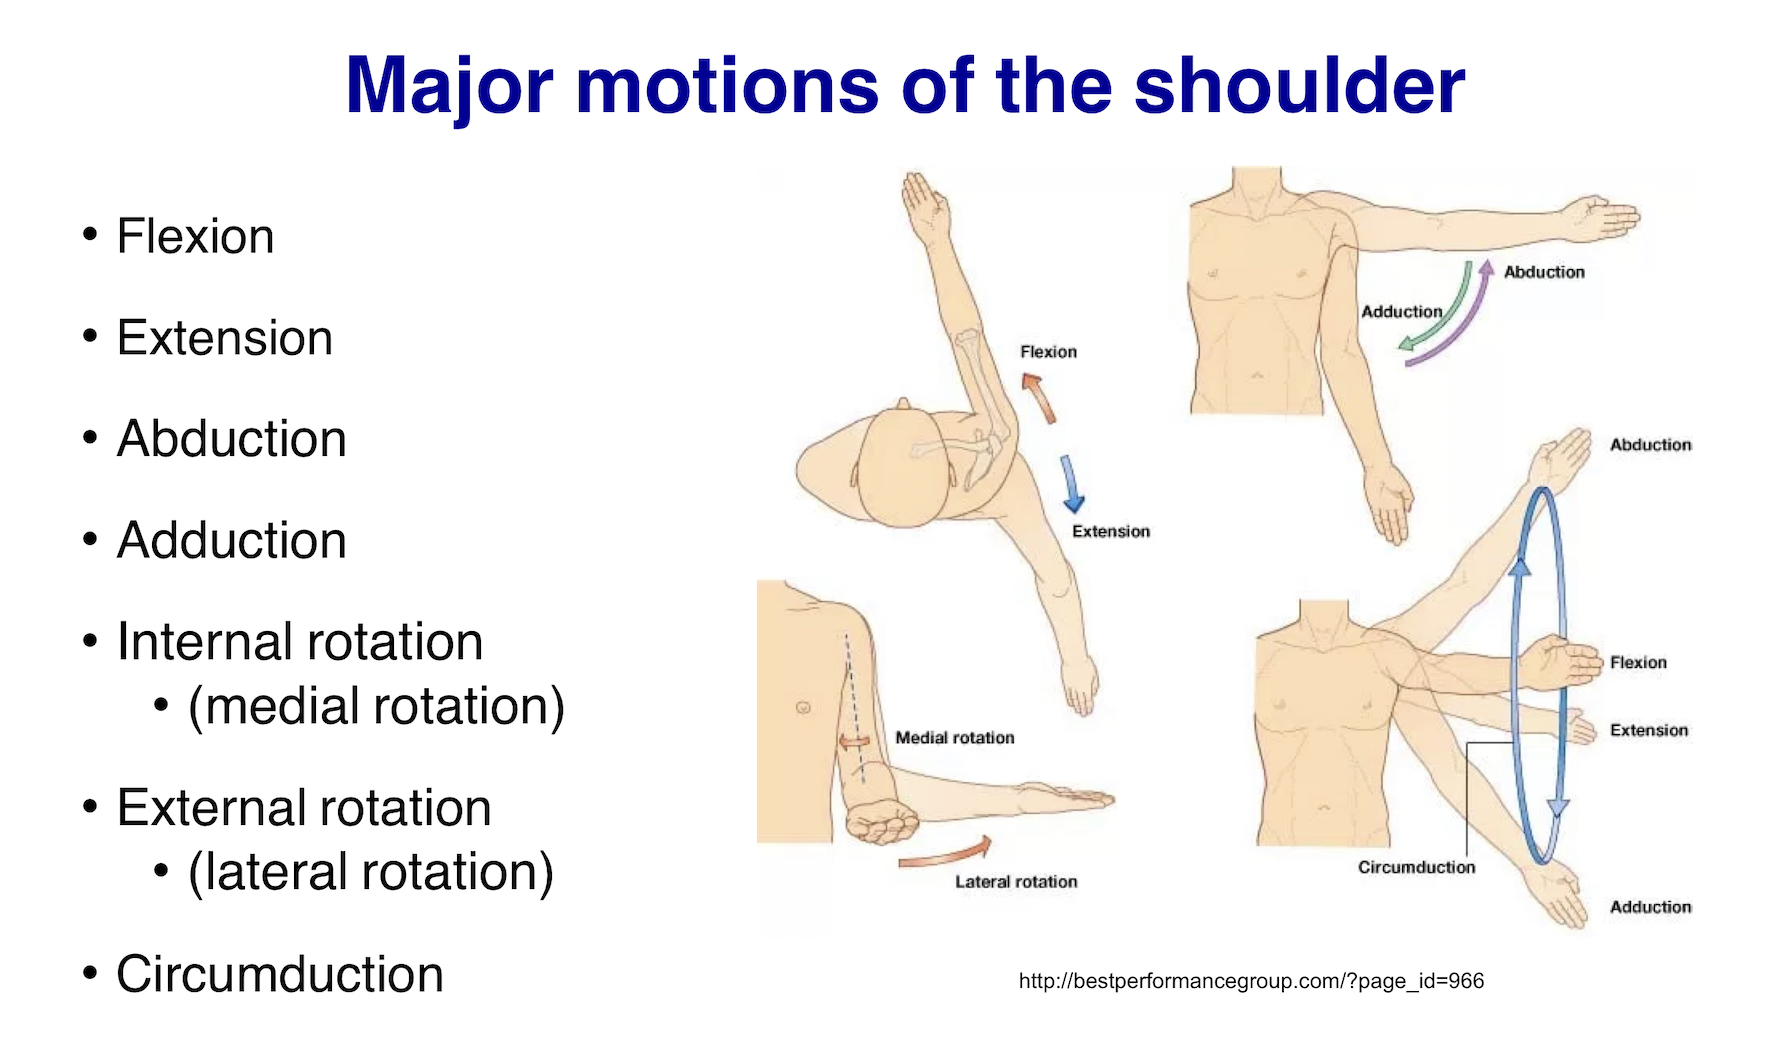 Major motions of the shoulder
• Flexion
• Extension
• Abduction
• Adduction
• Internal rotation
• (medial rotation)
• External rotation
• (lateral rotation)
• Circumduction
Flexion
Extension
Abduction
Adduction
Medial rotation
Lateral rotation
Abduction
Flexion
Extension
Circumduction
Adduction
http://bestperformancegroup.com/?page_id=966